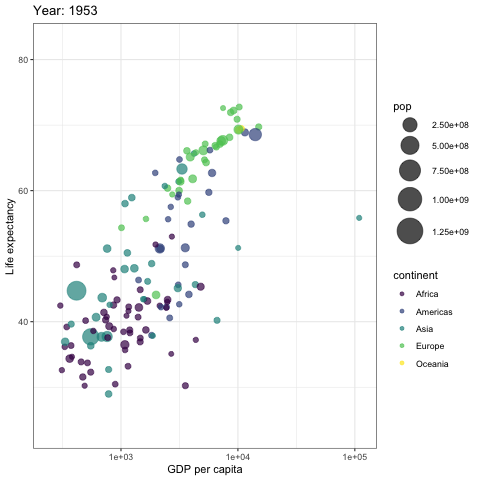 Year: 1953
80
60
40
Life expectancy
1e+03
1e+04
1e+05
GDP per capita
pop
2.50e+08
5.00e+08
7.50e+08
1.00e+09
1.25e+09
continent
Africa
Americas
Asia
Europe
Oceania